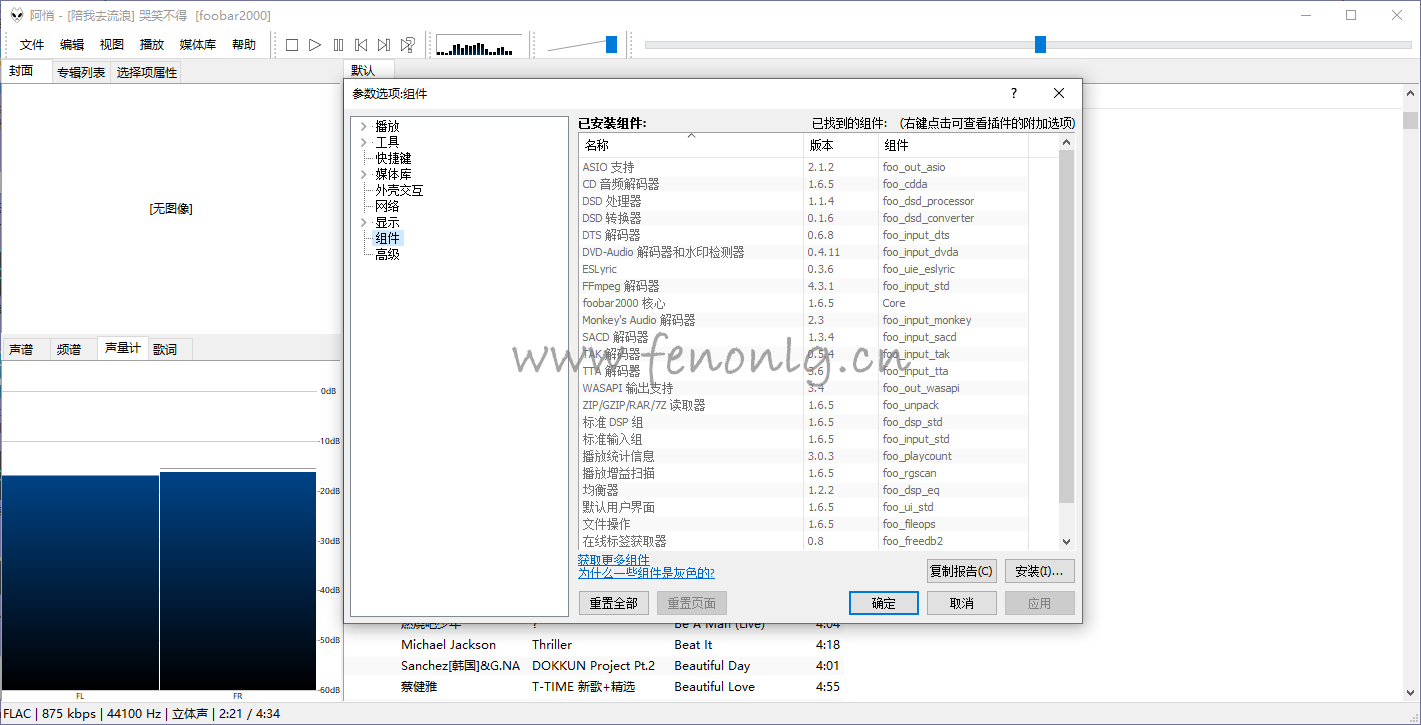 阿悄 - [陪我去流浪] 哭笑不得  [foobar2000]
文件 编辑 视图 播放 媒体库 帮助
封面 专辑列表 选择项属性
默认
[无图像]
声谱 频谱 声量计 歌词
0dB
-10dB
-20dB
-30dB
-40dB
-50dB
-60dB
FL FR
参数选项:组件
播放
工具
快捷键
媒体库
外壳交互
网络
显示
组件
高级
已安装组件: 已找到的组件: (右键点击可查看插件的附加选项)
名称 版本 组件
ASIO 支持 2.1.2 foo_out_asio
CD 音频解码器 1.6.5 foo_cdda
DSD 处理器 1.1.4 foo_dsd_processor
DSD 转换器 0.1.6 foo_dsd_converter
DTS 解码器 0.6.8 foo_input_dts
DVD-Audio 解码器和水印检测器 0.4.11 foo_input_dvda
ESLyric 0.3.6 foo_uie_eslyric
FFmpeg 解码器 4.3.1 foo_input_std
foobar2000 核心 1.6.5 Core
Monkey's Audio 解码器 2.3 foo_input_monkey
SACD 解码器 1.3.4 foo_input_sacd
TAK 解码器 0.5.4 foo_input_tak
TTA 解码器 3.6 foo_input_tta
WASAPI 输出支持 3.4 foo_out_wasapi
ZIP/GZIP/RAR/7Z 读取器 1.6.5 foo_unpack
标准 DSP 组 1.6.5 foo_dsp_std
标准输入组 1.6.5 foo_input_std
播放统计信息 3.0.3 foo_playcount
播放增益扫描 1.6.5 foo_rgscan
均衡器 1.2.2 foo_dsp_eq
默认用户界面 1.6.5 foo_ui_std
文件操作 1.6.5 foo_fileops
在线标签获取器 0.8 foo_freedb2
www.fenonlg.cn
获取更多组件
为什么一些组件是灰色的?
复制报告(C) 安装(I)...
重置全部 重置页面 确定 取消 应用
燃烧吧少年 ? Be A Man (Live) 4:04
Michael Jackson Thriller Beat It 4:18
Sanchez[韩国]&G.NA DOKKUN Project Pt.2 Beautiful Day 4:01
蔡健雅 T-TIME 新歌+精选 Beautiful Love 4:55
FLAC | 875 kbps | 44100 Hz | 立体声 | 2:21 / 4:34